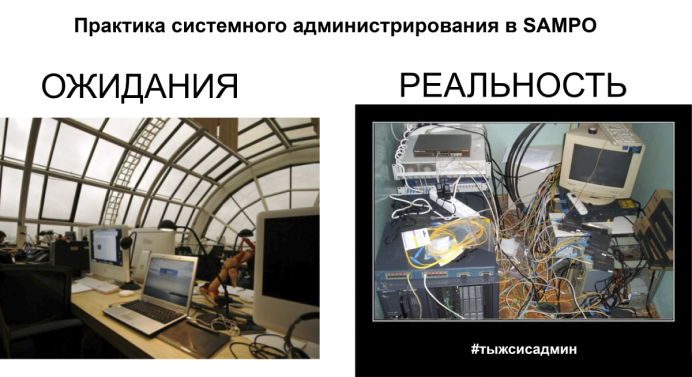 Практика системного администрирования в SAMPO
ОЖИДАНИЯ
РЕАЛЬНОСТЬ
#тыжсисадмин